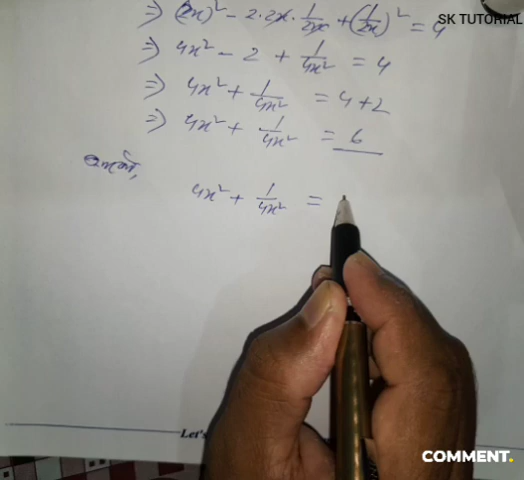 ⇒ (2x)² - 2·2x·1/2x + (1/2x)² = 4
SK TUTORIAL
⇒ 4x² - 2 + 1/4x² = 4
⇒ 4x² + 1/4x² = 4+2
⇒ 4x² + 1/4x² = 6
4x² + 1/4x² =
Let's
COMMENT.